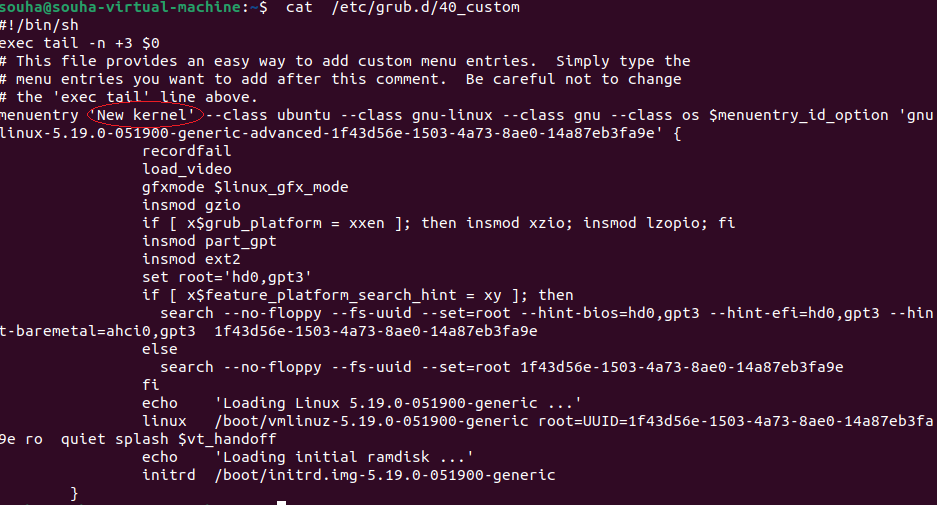 souha@souha-virtual-machine:~$  cat  /etc/grub.d/40_custom
#!/bin/sh
exec tail -n +3 $0
# This file provides an easy way to add custom menu entries.  Simply type the
# menu entries you want to add after this comment.  Be careful not to change
# the 'exec tail' line above.
menuentry 'New kernel' --class ubuntu --class gnu-linux --class gnu --class os $menuentry_id_option 'gnu
linux-5.19.0-051900-generic-advanced-1f43d56e-1503-4a73-8ae0-14a87eb3fa9e' {
                recordfail
                load_video
                gfxmode $linux_gfx_mode
                insmod gzio
                if [ x$grub_platform = xxen ]; then insmod xzio; insmod lzopio; fi
                insmod part_gpt
                insmod ext2
                set root='hd0,gpt3'
                if [ x$feature_platform_search_hint = xy ]; then
                  search --no-floppy --fs-uuid --set=root --hint-bios=hd0,gpt3 --hint-efi=hd0,gpt3 --hin
t-baremetal=ahci0,gpt3  1f43d56e-1503-4a73-8ae0-14a87eb3fa9e
                else
                  search --no-floppy --fs-uuid --set=root 1f43d56e-1503-4a73-8ae0-14a87eb3fa9e
                fi
                echo    'Loading Linux 5.19.0-051900-generic ...'
                linux   /boot/vmlinuz-5.19.0-051900-generic root=UUID=1f43d56e-1503-4a73-8ae0-14a87eb3fa
9e ro  quiet splash $vt_handoff
                echo    'Loading initial ramdisk ...'
                initrd  /boot/initrd.img-5.19.0-051900-generic
        }